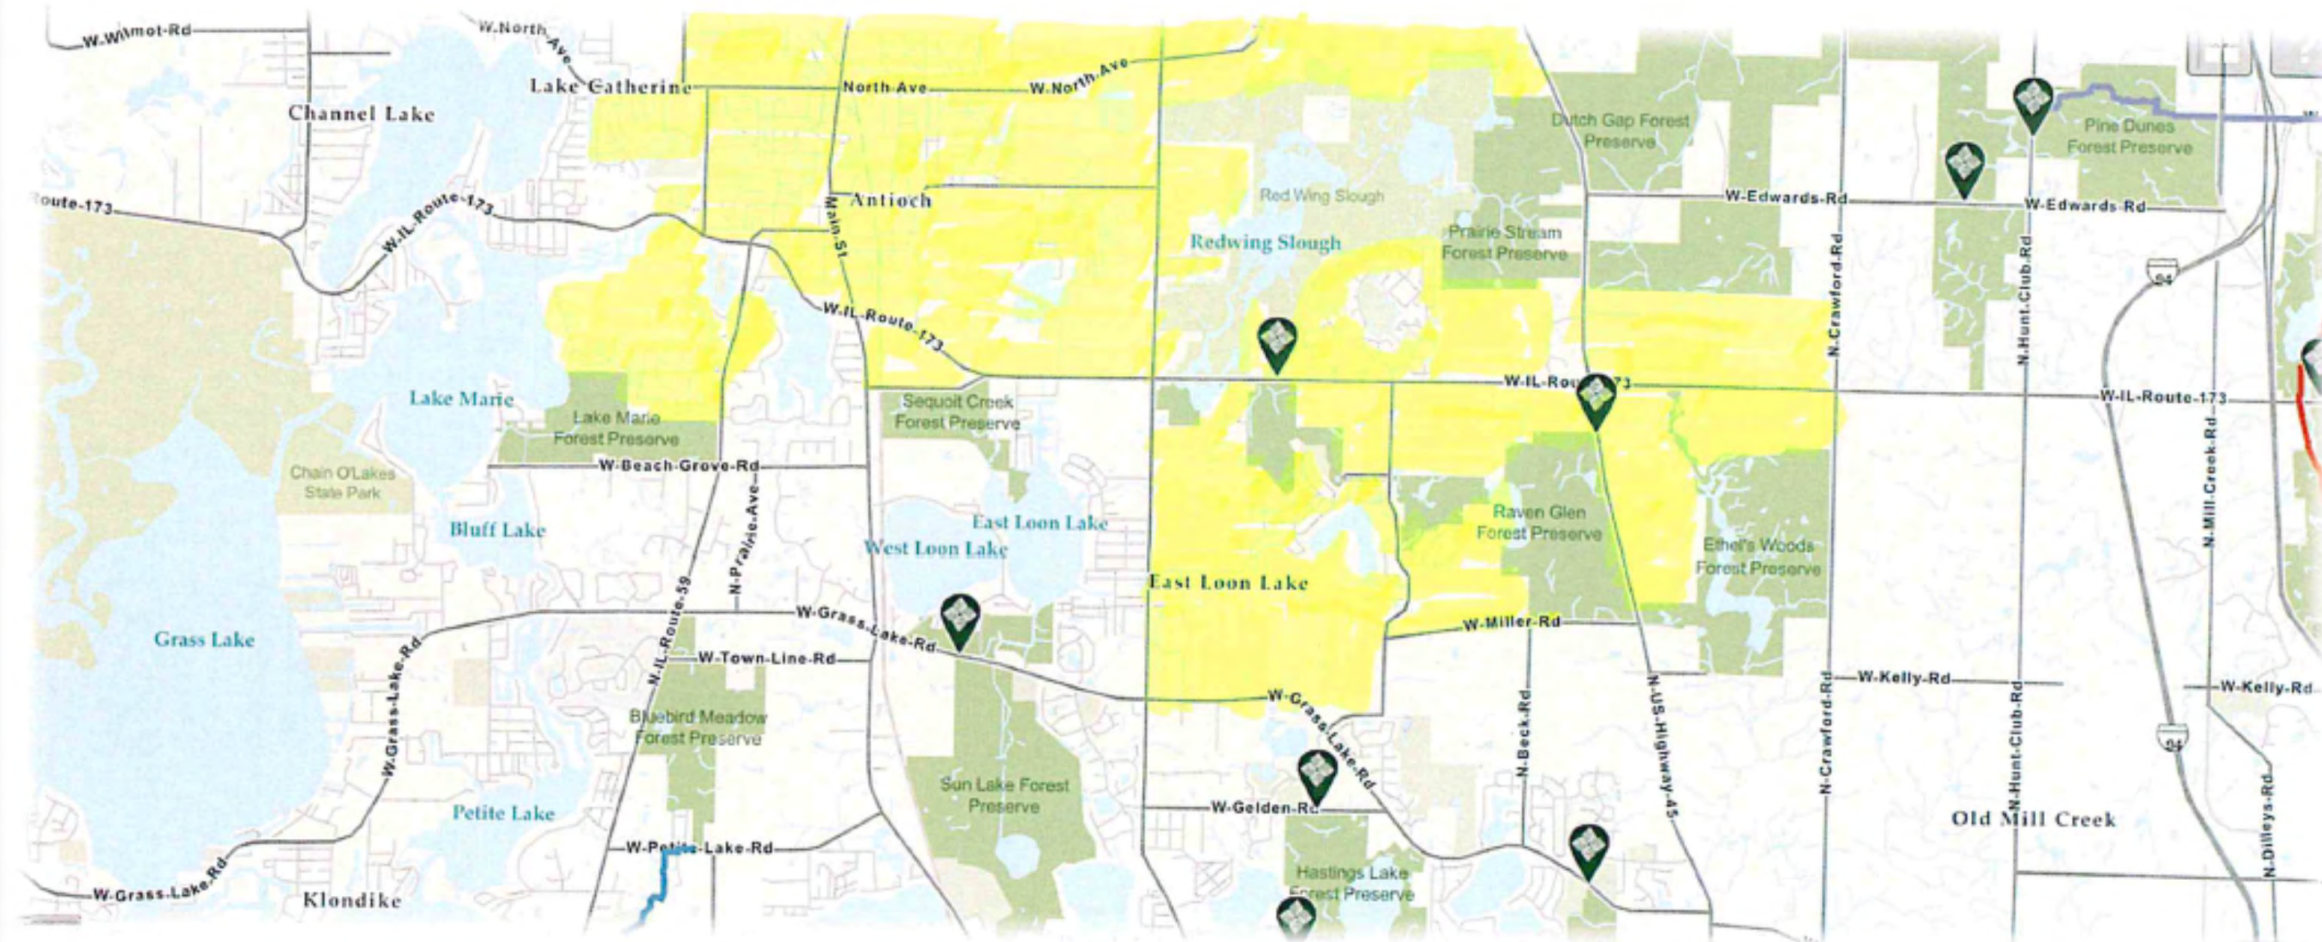 W-Wilmot-Rd
W.North-Ave
Lake Catherine
North-Ave
W-North-Ave
Channel Lake
Dutch Gap Forest
Preserve
Pine Dunes
Forest Preserve
Route-173
W-IL-Route-173
Main-St
Antioch
Red Wing Slough
W-Edwards-Rd
W-Edwards Rd
Redwing Slough
Prairie Stream
Forest Preserve
N-Crawford-Rd
N-Hunt-Club-Rd
94
W-IL-Route-173
Lake Marie
Lake Marie
Forest Preserve
Sequoit Creek
Forest Preserve
W-IL-Rou 73
W-IL-Route-173
N-Mill-Creek-Rd
W Beach-Grove-Rd
Chain O'Lakes
State Park
Bluff Lake
N-Prairie-Ave
East Loon Lake
West Loon Lake
Raven Glen
Forest Preserve
Ethel's Woods
Forest Preserve
East Loon Lake
N-IL-Route-59
W-Grass-Lake-Rd
W-Miller-Rd
Grass Lake
W-Grass-Lake-Rd
W-Town-Line-Rd
W-Grass-Lake-Rd
N-US-Highway-45
N-Beck-Rd
N-Crawford-Rd
W-Kelly-Rd
N-Hunt-Club-Rd
W-Kelly-Rd
94
Bluebird Meadow
Forest Preserve
Sun Lake Forest
Preserve
W-Gelden-Rd
Petite Lake
Old Mill Creek
N-Dilleys-Rd
W-Petite-Lake-Rd
Hastings Lake
Forest Preserve
W-Grass-Lake-Rd
Klondike